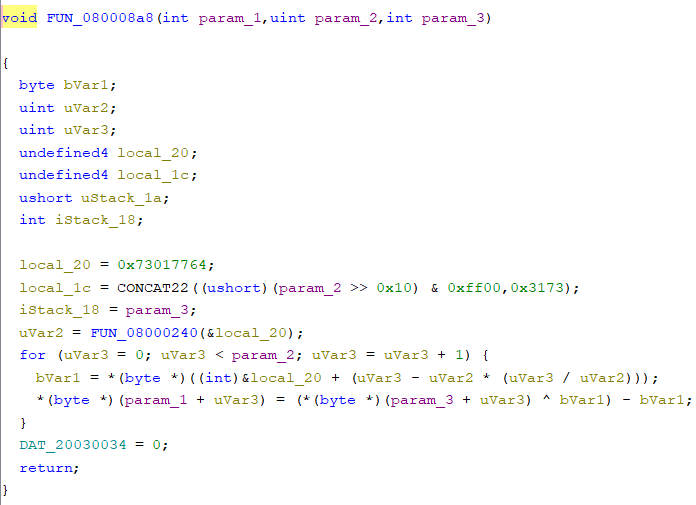 void FUN_080008a8(int param_1,uint param_2,int param_3)
{
byte bVar1;
uint uVar2;
uint uVar3;
undefined4 local_20;
undefined4 local_1c;
ushort uStack_1a;
int iStack_18;
local_20 = 0x73017764;
local_1c = CONCAT22((ushort)(param_2 >> 0x10) & 0xff00,0x3173);
iStack_18 = param_3;
uVar2 = FUN_08000240(&local_20);
for (uVar3 = 0; uVar3 < param_2; uVar3 = uVar3 + 1) {
bVar1 = *(byte *)((int)&local_20 + (uVar3 - uVar2 * (uVar3 / uVar2)));
*(byte *)(param_1 + uVar3) = (*(byte *)(param_3 + uVar3) ^ bVar1) - bVar1;
}
DAT_20030034 = 0;
return;
}